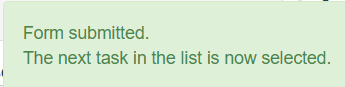 Form submitted.
The next task in the list is now selected.